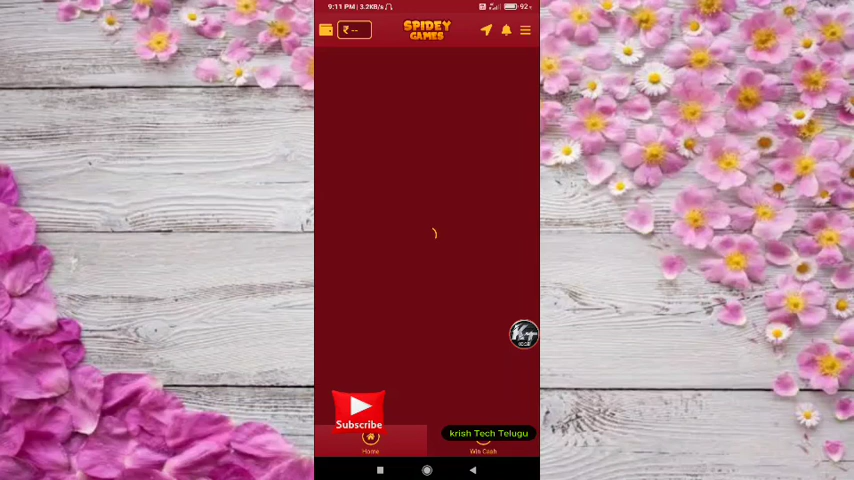 9:11 PM | 3.2KB/s
92
₹ --
SPIDEY
GAMES
Subscribe
krish Tech Telugu
Home
Win Cash